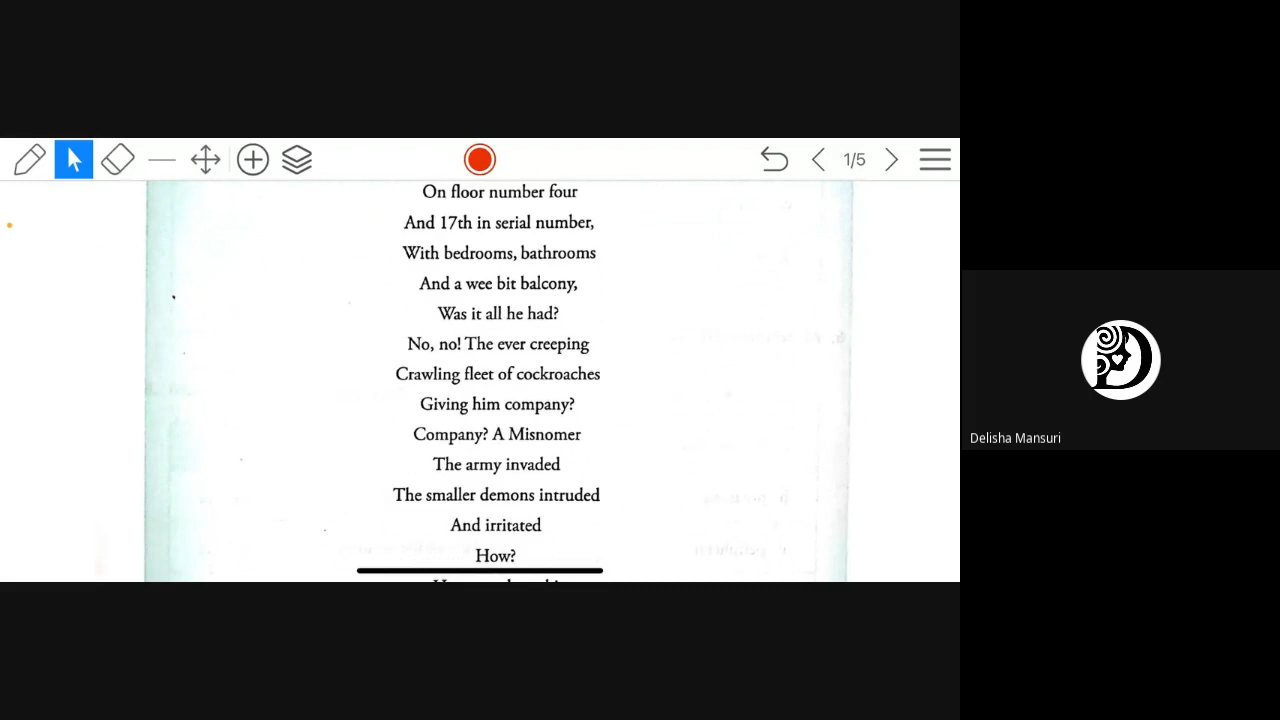 1/5
On floor number four
And 17th in serial number,
With bedrooms, bathrooms
And a wee bit balcony,
Was it all he had?
No, no! The ever creeping
Crawling fleet of cockroaches
Giving him company?
Company? A Misnomer
The army invaded
The smaller demons intruded
And irritated
How?
Delisha Mansuri